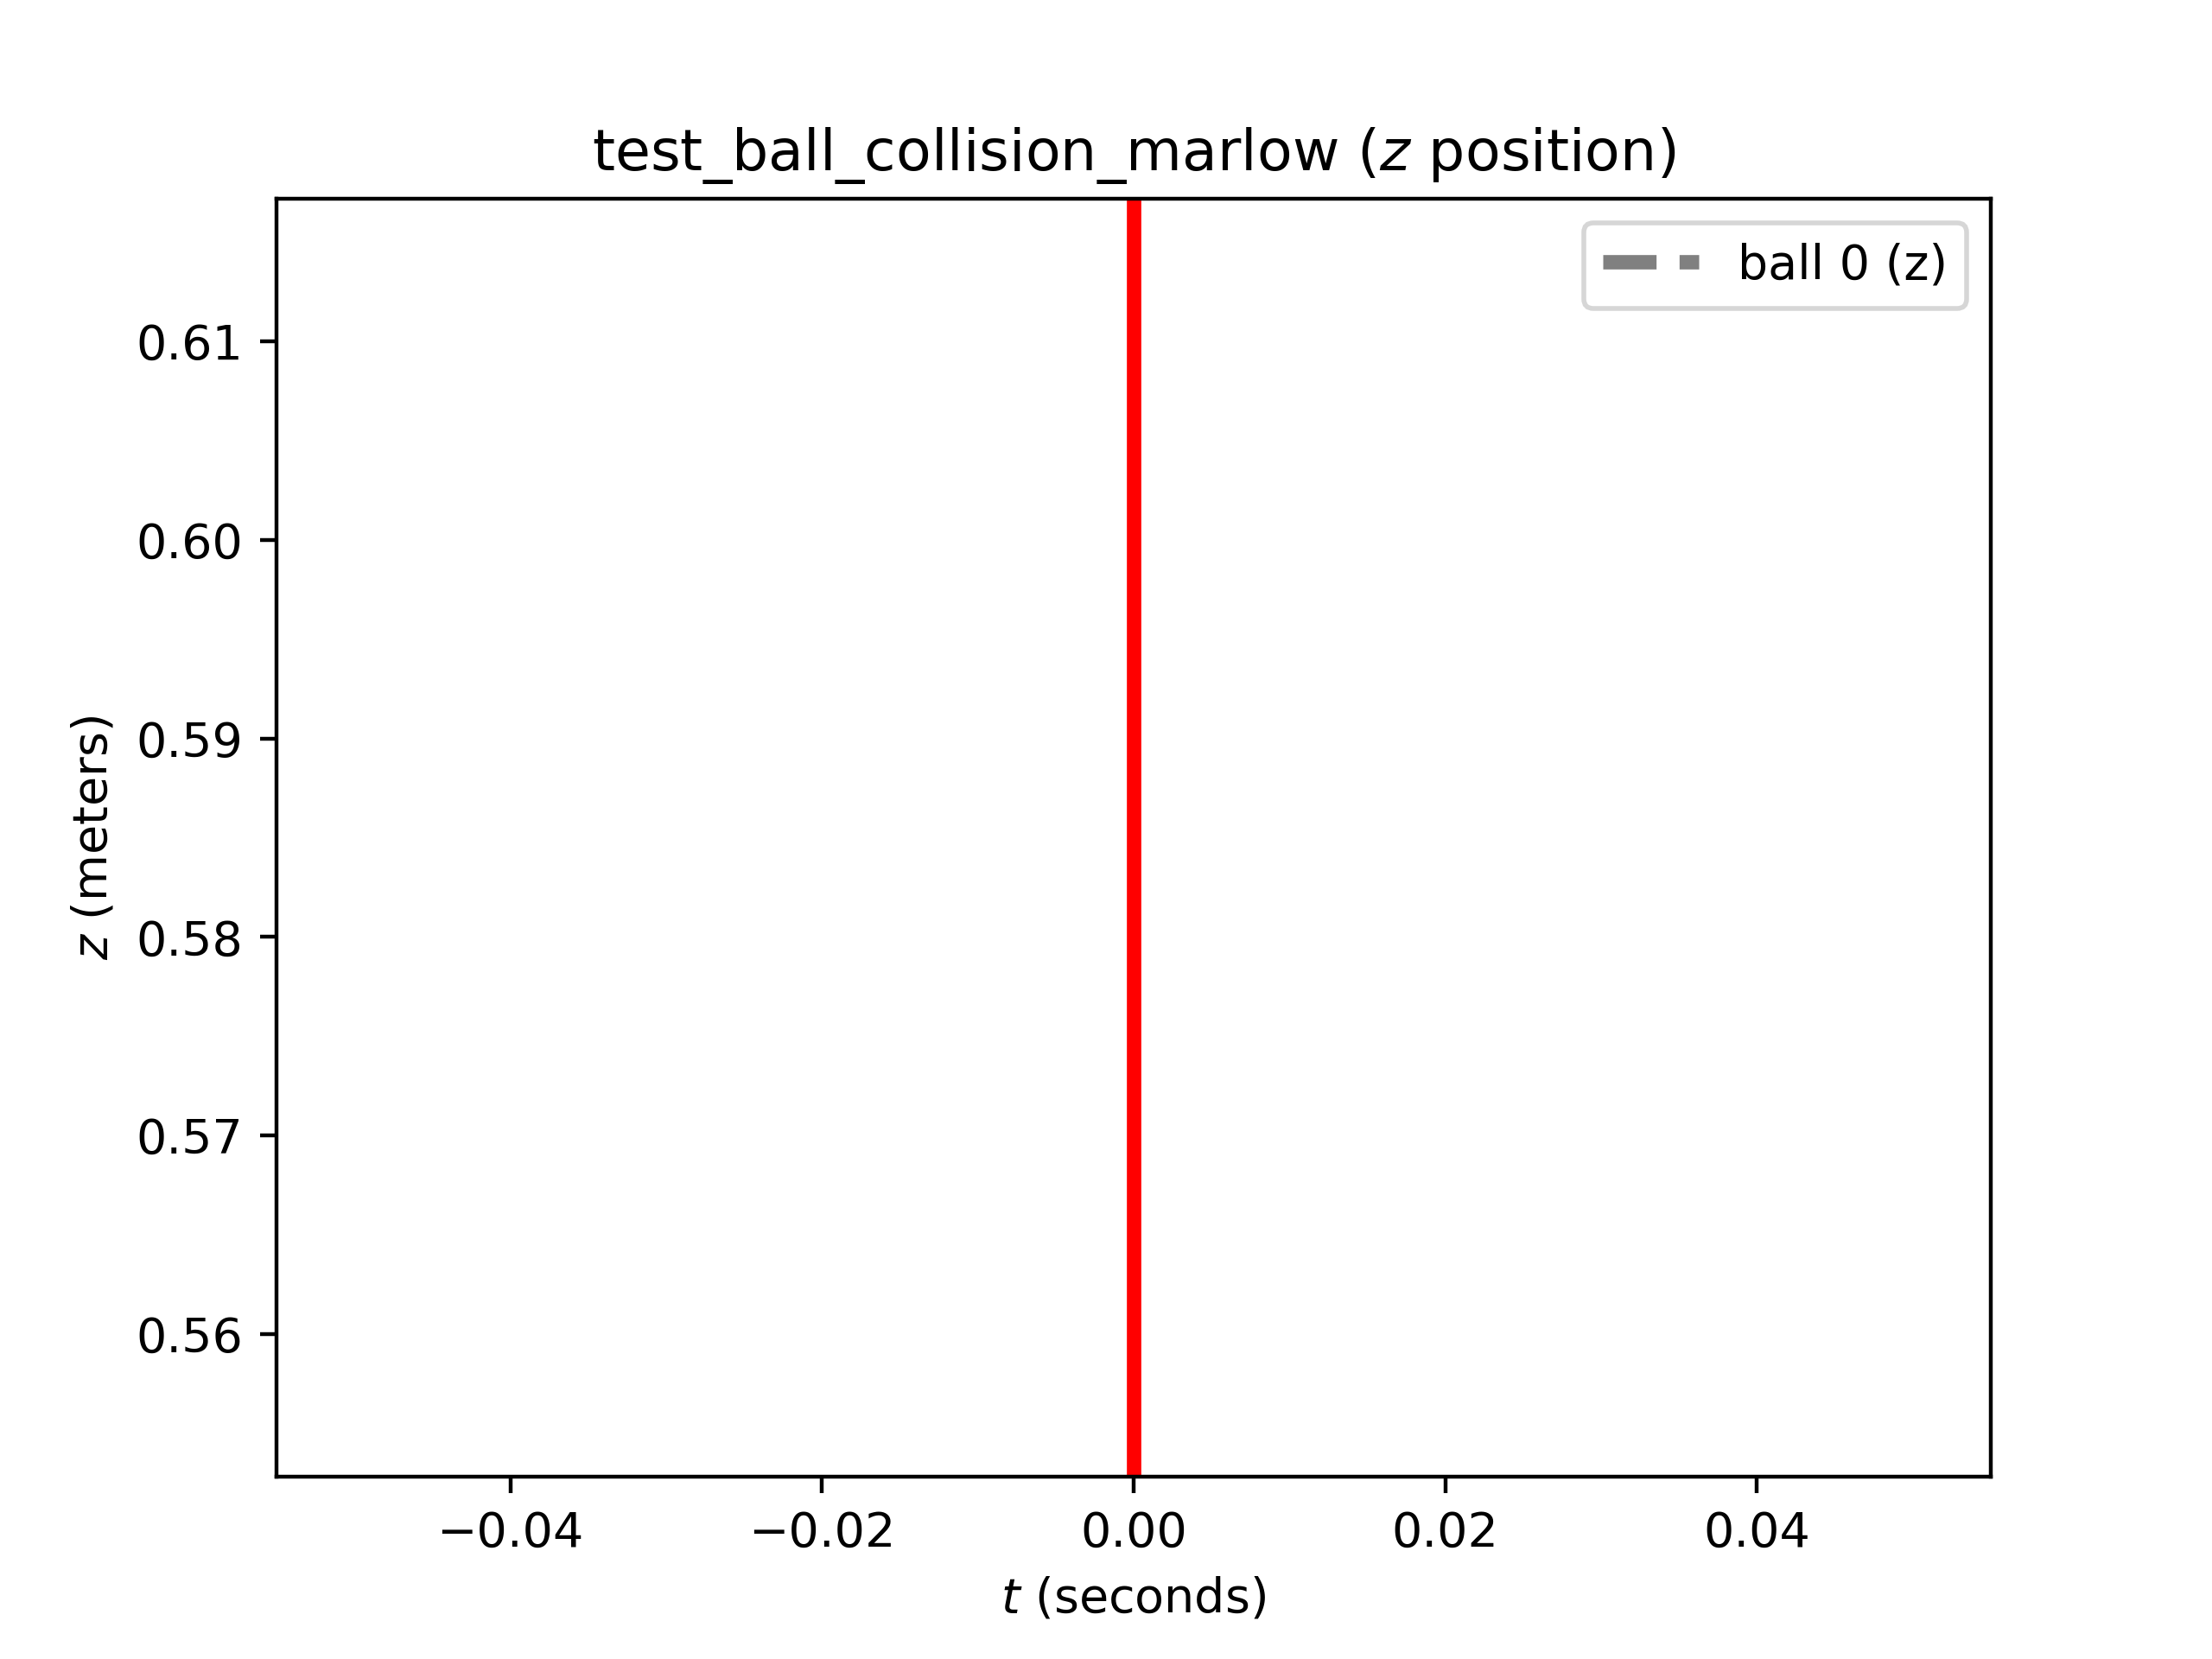 test_ball_collision_marlow (z position)
ball 0 (z)
0.61
0.60
0.59
0.58
0.57
0.56
z (meters)
−0.04 −0.02 0.00 0.02 0.04
t (seconds)